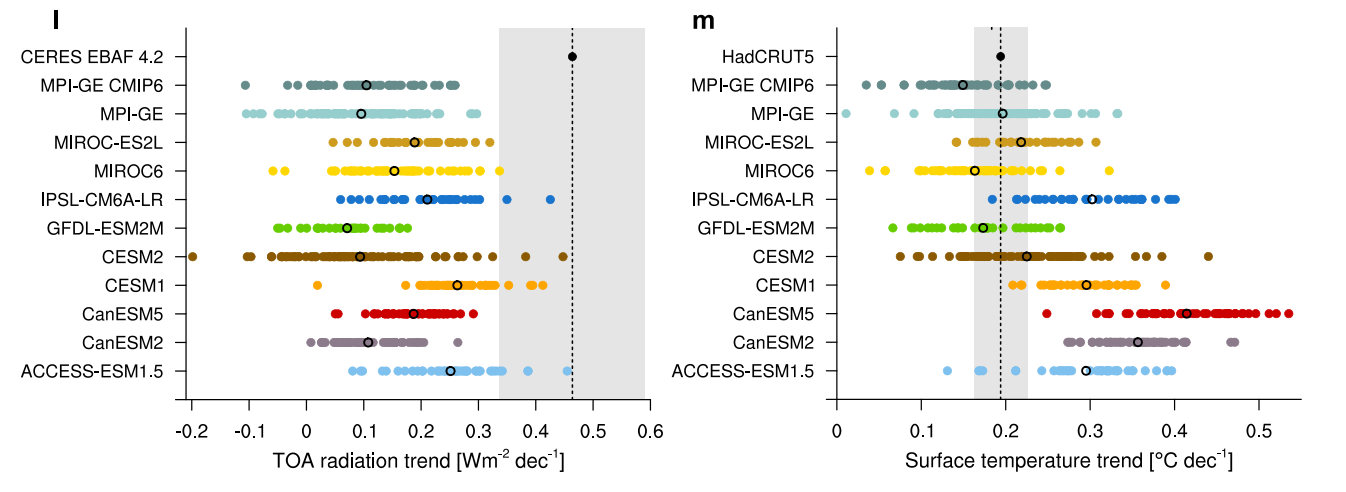 l
CERES EBAF 4.2
MPI-GE CMIP6
MPI-GE
MIROC-ES2L
MIROC6
IPSL-CM6A-LR
GFDL-ESM2M
CESM2
CESM1
CanESM5
CanESM2
ACCESS-ESM1.5
-0.2 -0.1 0 0.1 0.2 0.3 0.4 0.5 0.6
TOA radiation trend [Wm⁻² dec⁻¹]
m
HadCRUT5
MPI-GE CMIP6
MPI-GE
MIROC-ES2L
MIROC6
IPSL-CM6A-LR
GFDL-ESM2M
CESM2
CESM1
CanESM5
CanESM2
ACCESS-ESM1.5
0 0.1 0.2 0.3 0.4 0.5
Surface temperature trend [°C dec⁻¹]